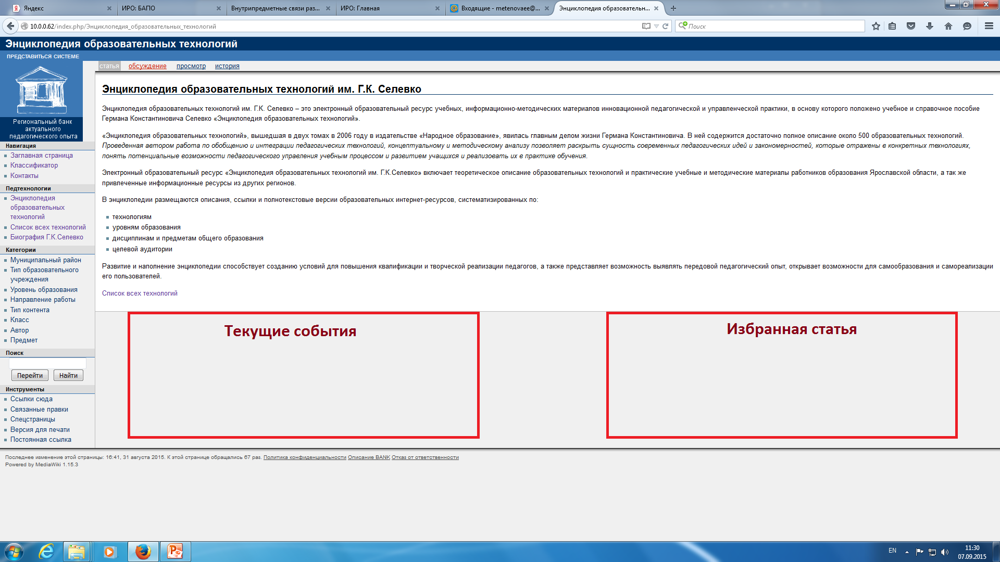 Яндекс
ИРО: БАПО
Внутрипредметные связи раз...
ИРО: Главная
Входящие - metenovaee@...
Энциклопедия образовательн...
10.0.0.62/index.php/Энциклопедия_образовательных_технологий
Поиск
Энциклопедия образовательных технологий
ПРЕДСТАВИТЬСЯ СИСТЕМЕ
статья обсуждение просмотр история
Региональный банк
актуального
педагогического опыта
Навигация
Заглавная страница
Классификатор
Контакты
Педтехнологии
Энциклопедия
образовательных
технологий
Список всех технологий
Биография Г.К.Селевко
Категории
Муниципальный район
Тип образовательного
учреждения
Уровень образования
Направление работы
Тип контента
Класс
Автор
Предмет
Поиск
Перейти Найти
Инструменты
Ссылки сюда
Связанные правки
Спецстраницы
Версия для печати
Постоянная ссылка
Энциклопедия образовательных технологий им. Г.К. Селевко
Энциклопедия образовательных технологий им. Г.К. Селевко – это электронный образовательный ресурс учебных, информационно-методических материалов инновационной педагогической и управленческой практики, в основу которого положено учебное и справочное пособие
Германа Константиновича Селевко «Энциклопедия образовательных технологий».
«Энциклопедия образовательных технологий», вышедшая в двух томах в 2006 году в издательстве «Народное образование», явилась главным делом жизни Германа Константиновича. В ней содержится достаточно полное описание около 500 образовательных технологий.
Проведенная автором работа по обобщению и интеграции педагогических технологий, концептуальному и методическому анализу позволяет раскрыть сущность современных педагогических идей и закономерностей, которые отражены в конкретных технологиях,
понять потенциальные возможности педагогического управления учебным процессом и развитием учащихся и реализовать их в практике обучения.
Электронный образовательный ресурс «Энциклопедия образовательных технологий им. Г.К.Селевко» включает теоретическое описание образовательных технологий и практические учебные и методические материалы работников образования Ярославской области, а так же
привлеченные информационные ресурсы из других регионов.
В энциклопедии размещаются описания, ссылки и полнотекстовые версии образовательных интернет-ресурсов, систематизированных по:
технологиям
уровням образования
дисциплинам и предметам общего образования
целевой аудитории
Развитие и наполнение энциклопедии способствует созданию условий для повышения квалификации и творческой реализации педагогов, а также представляет возможность выявлять передовой педагогический опыт, открывает возможности для самообразования и самореализации
его пользователей.
Список всех технологий
Текущие события
Избранная статья
Последнее изменение этой страницы: 16:41, 31 августа 2015. К этой странице обращались 67 раз. Политика конфиденциальности Описание BANK Отказ от ответственности
Powered by MediaWiki 1.15.3
EN
11:30
07.09.2015